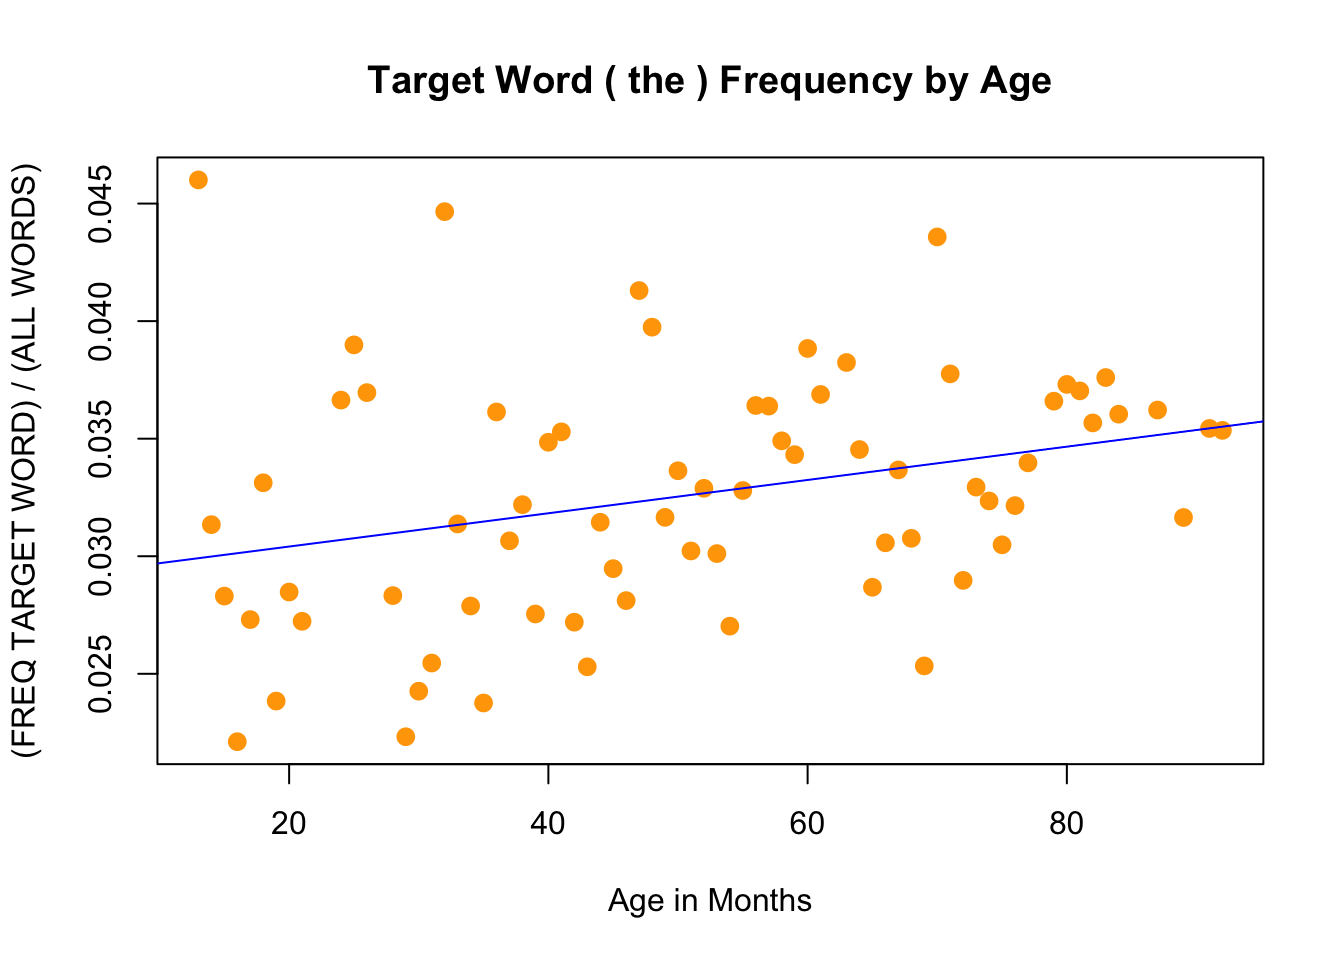 Target Word ( the ) Frequency by Age
(FREQ TARGET WORD) / (ALL WORDS)
0.045
0.040
0.035
0.030
0.025
20 40 60 80
Age in Months